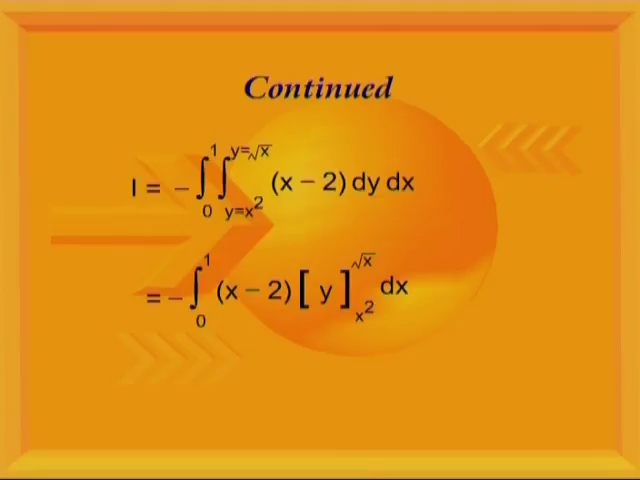 Continued
I = − ∫₀¹ ∫_{y=x²}^{y=√x} (x − 2) dy dx
= − ∫₀¹ (x − 2) [ y ]_{x²}^{√x} dx